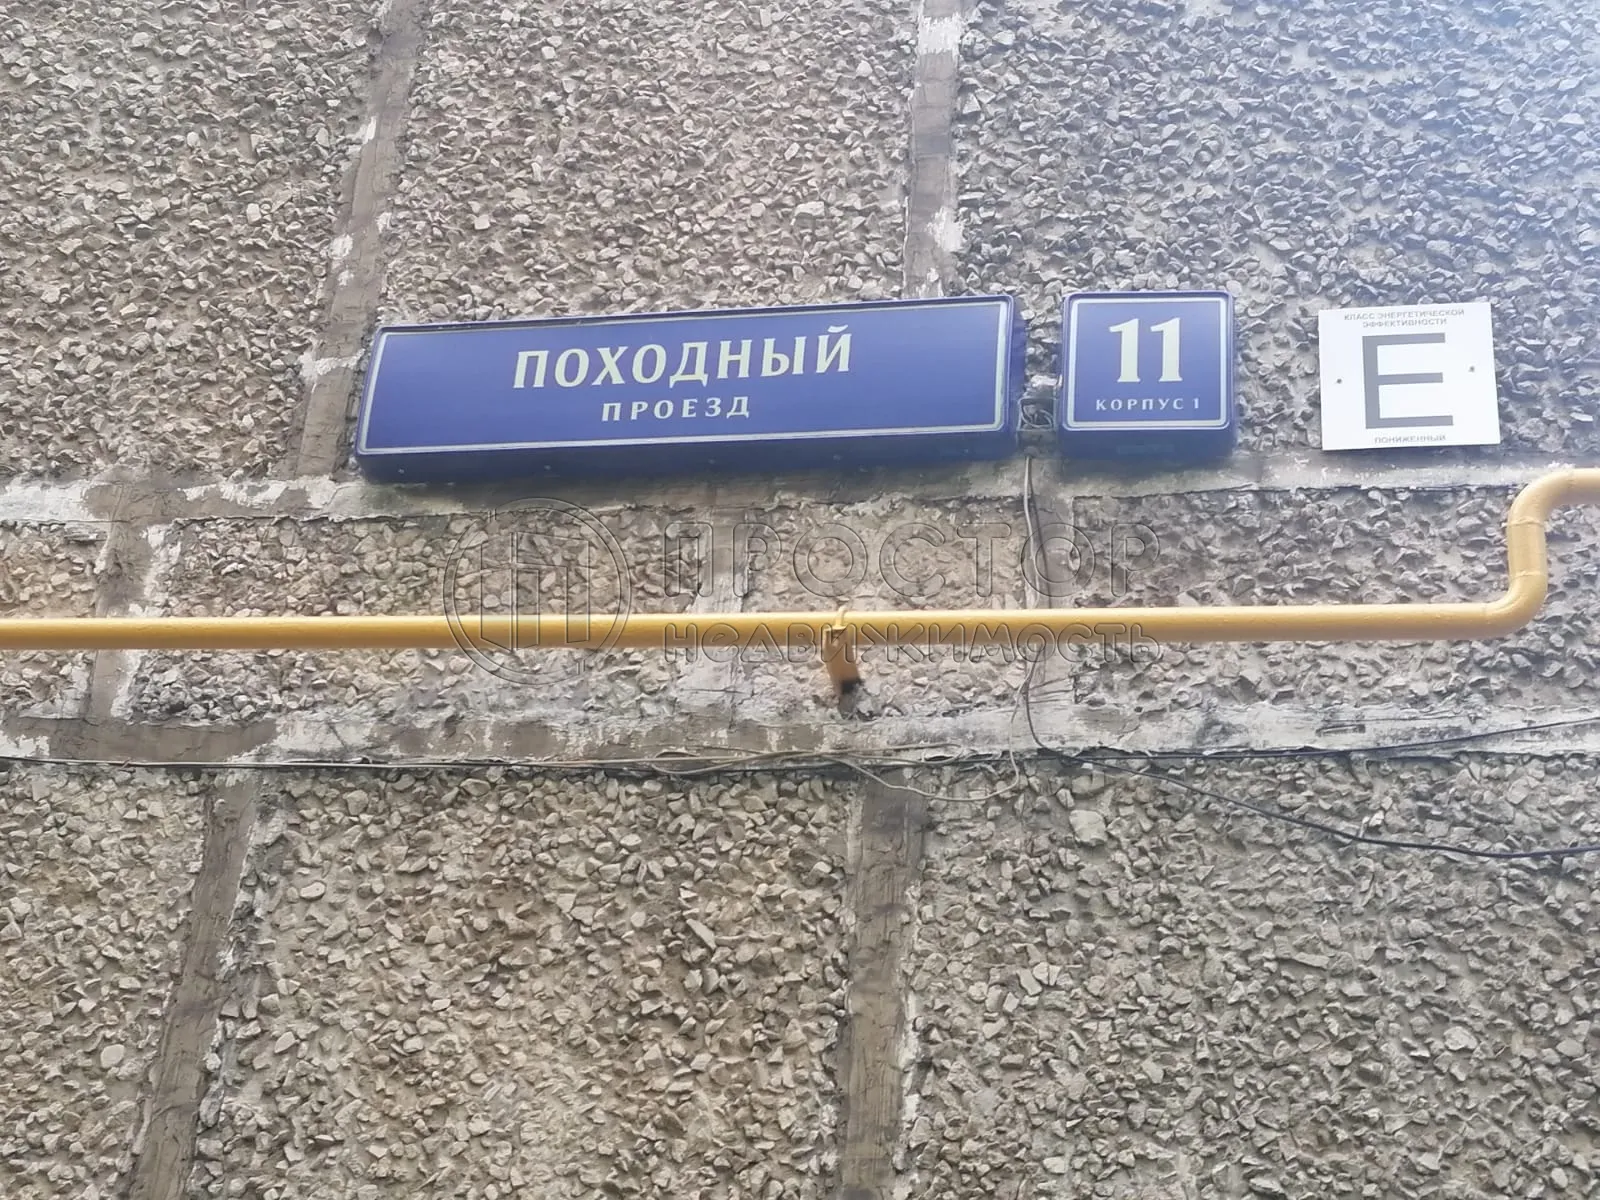 ПОХОДНЫЙ
ПРОЕЗД
11
КОРПУС 1
КЛАСС ЭНЕРГЕТИЧЕСКОЙ
ЭФФЕКТИВНОСТИ
E
ПОНИЖЕННЫЙ
ПРОСТОР
НЕДВИЖИМОСТЬ